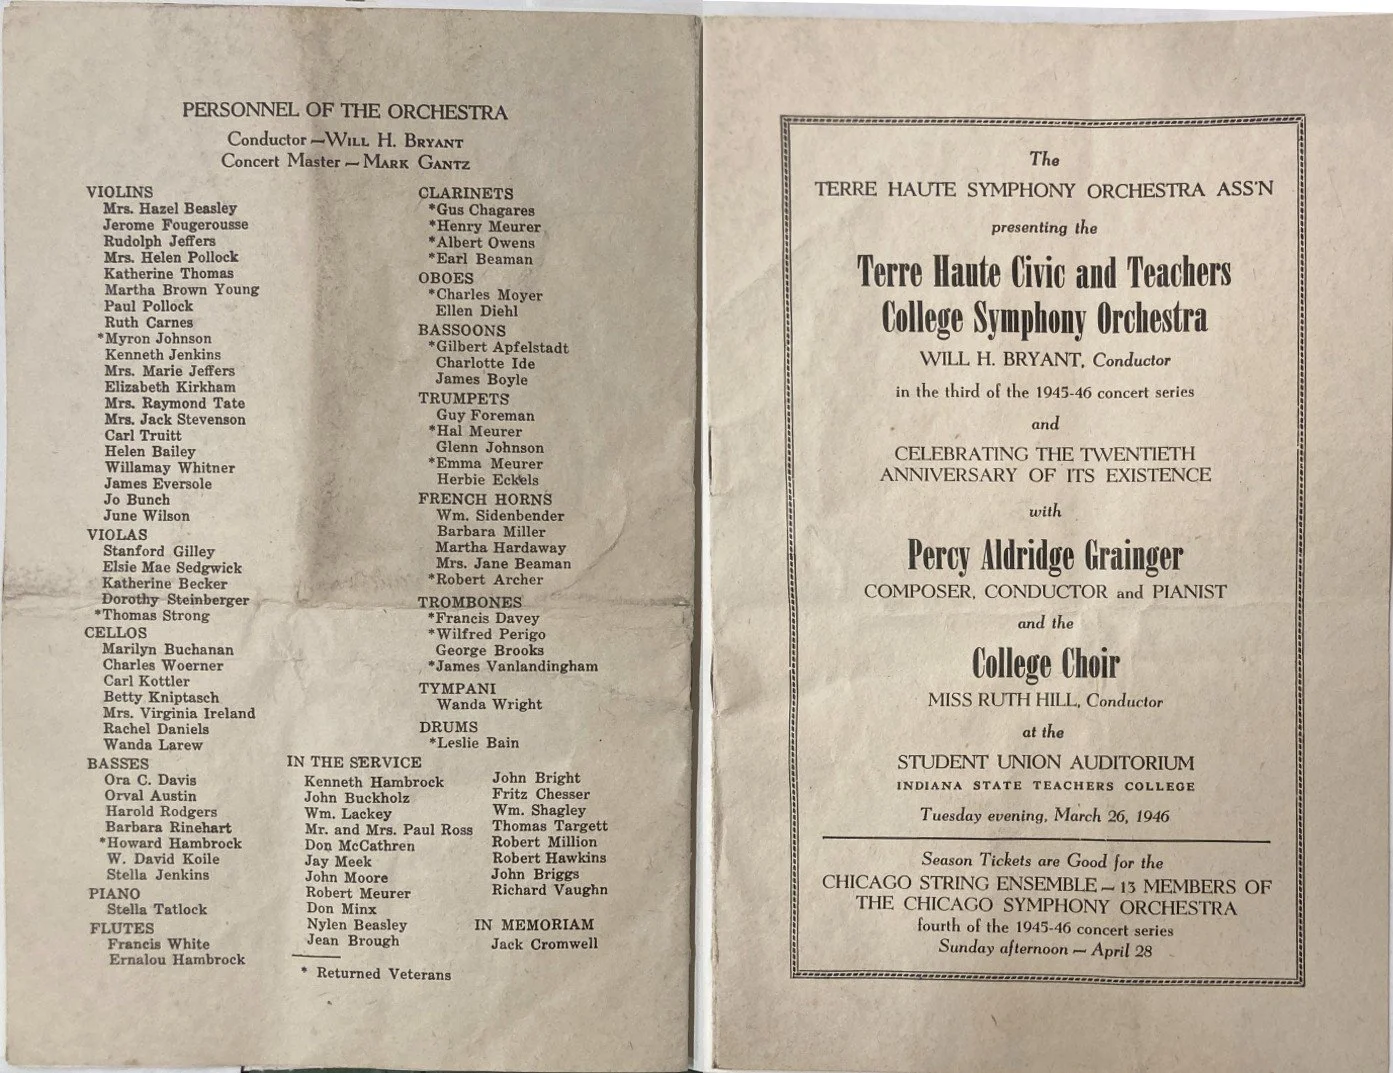 PERSONNEL OF THE ORCHESTRA
Conductor — WILL H. BRYANT
Concert Master — MARK GANTZ
VIOLINS
Mrs. Hazel Beasley
Jerome Fougerousse
Rudolph Jeffers
Mrs. Helen Pollock
Katherine Thomas
Martha Brown Young
Paul Pollock
Ruth Carnes
*Myron Johnson
Kenneth Jenkins
Mrs. Marie Jeffers
Elizabeth Kirkham
Mrs. Raymond Tate
Mrs. Jack Stevenson
Carl Truitt
Helen Bailey
Willamay Whitner
James Eversole
Jo Bunch
June Wilson
VIOLAS
Stanford Gilley
Elsie Mae Sedgwick
Katherine Becker
Dorothy Steinberger
*Thomas Strong
CELLOS
Marilyn Buchanan
Charles Woerner
Carl Kottler
Betty Kniptasch
Mrs. Virginia Ireland
Rachel Daniels
Wanda Larew
BASSES
Ora C. Davis
Orval Austin
Harold Rodgers
Barbara Rinehart
*Howard Hambrock
W. David Koile
Stella Jenkins
PIANO
Stella Tatlock
FLUTES
Francis White
Ernalou Hambrock
CLARINETS
*Gus Chagares
*Henry Meurer
*Albert Owens
*Earl Beaman
OBOES
*Charles Moyer
Ellen Diehl
BASSOONS
*Gilbert Apfelstadt
Charlotte Ide
James Boyle
TRUMPETS
Guy Foreman
*Hal Meurer
Glenn Johnson
*Emma Meurer
Herbie Eckels
FRENCH HORNS
Wm. Sidenbender
Barbara Miller
Martha Hardaway
Mrs. Jane Beaman
*Robert Archer
TROMBONES
*Francis Davey
*Wilfred Perigo
George Brooks
*James Vanlandingham
TYMPANI
Wanda Wright
DRUMS
*Leslie Bain
IN THE SERVICE
Kenneth Hambrock
John Buckholz
Wm. Lackey
Mr. and Mrs. Paul Ross
Don McCathren
Jay Meek
John Moore
Robert Meurer
Don Minx
Nylen Beasley
Jean Brough
John Bright
Fritz Chesser
Wm. Shagley
Thomas Targett
Robert Million
Robert Hawkins
John Briggs
Richard Vaughn
IN MEMORIAM
Jack Cromwell
* Returned Veterans
The
TERRE HAUTE SYMPHONY ORCHESTRA ASS'N
presenting the
Terre Haute Civic and Teachers
College Symphony Orchestra
WILL H. BRYANT, Conductor
in the third of the 1945-46 concert series
and
CELEBRATING THE TWENTIETH
ANNIVERSARY OF ITS EXISTENCE
with
Percy Aldridge Grainger
COMPOSER, CONDUCTOR and PIANIST
and the
College Choir
MISS RUTH HILL, Conductor
at the
STUDENT UNION AUDITORIUM
INDIANA STATE TEACHERS COLLEGE
Tuesday evening, March 26, 1946
Season Tickets are Good for the
CHICAGO STRING ENSEMBLE — 13 MEMBERS OF
THE CHICAGO SYMPHONY ORCHESTRA
fourth of the 1945-46 concert series
Sunday afternoon — April 28